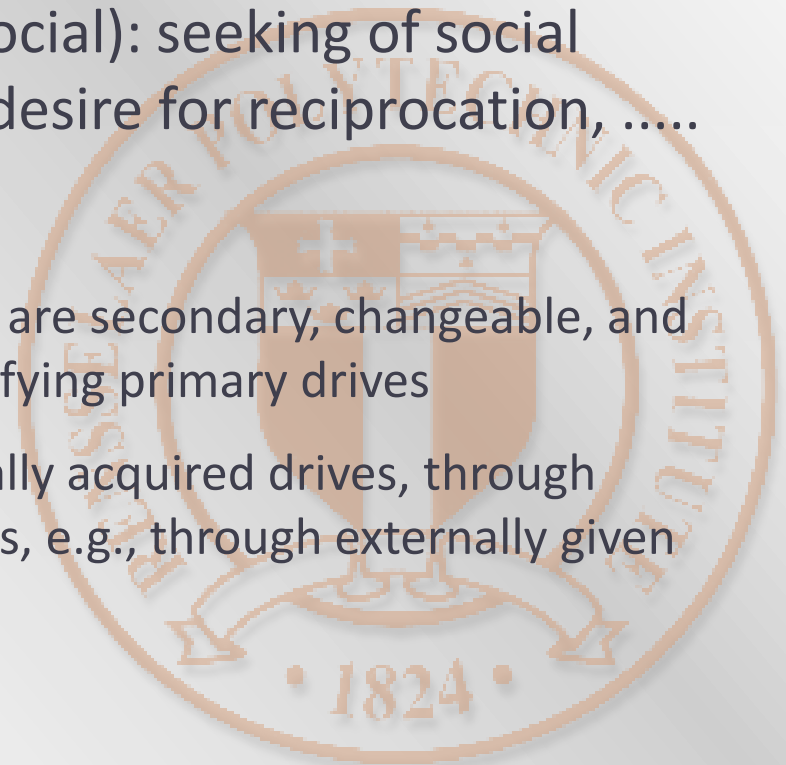 ocial): seeking of social
desire for reciprocation, .....
are secondary, changeable, and
fying primary drives
ally acquired drives, through
s, e.g., through externally given
RENSSELAER POLYTECHNIC INSTITUTE
• 1824 •